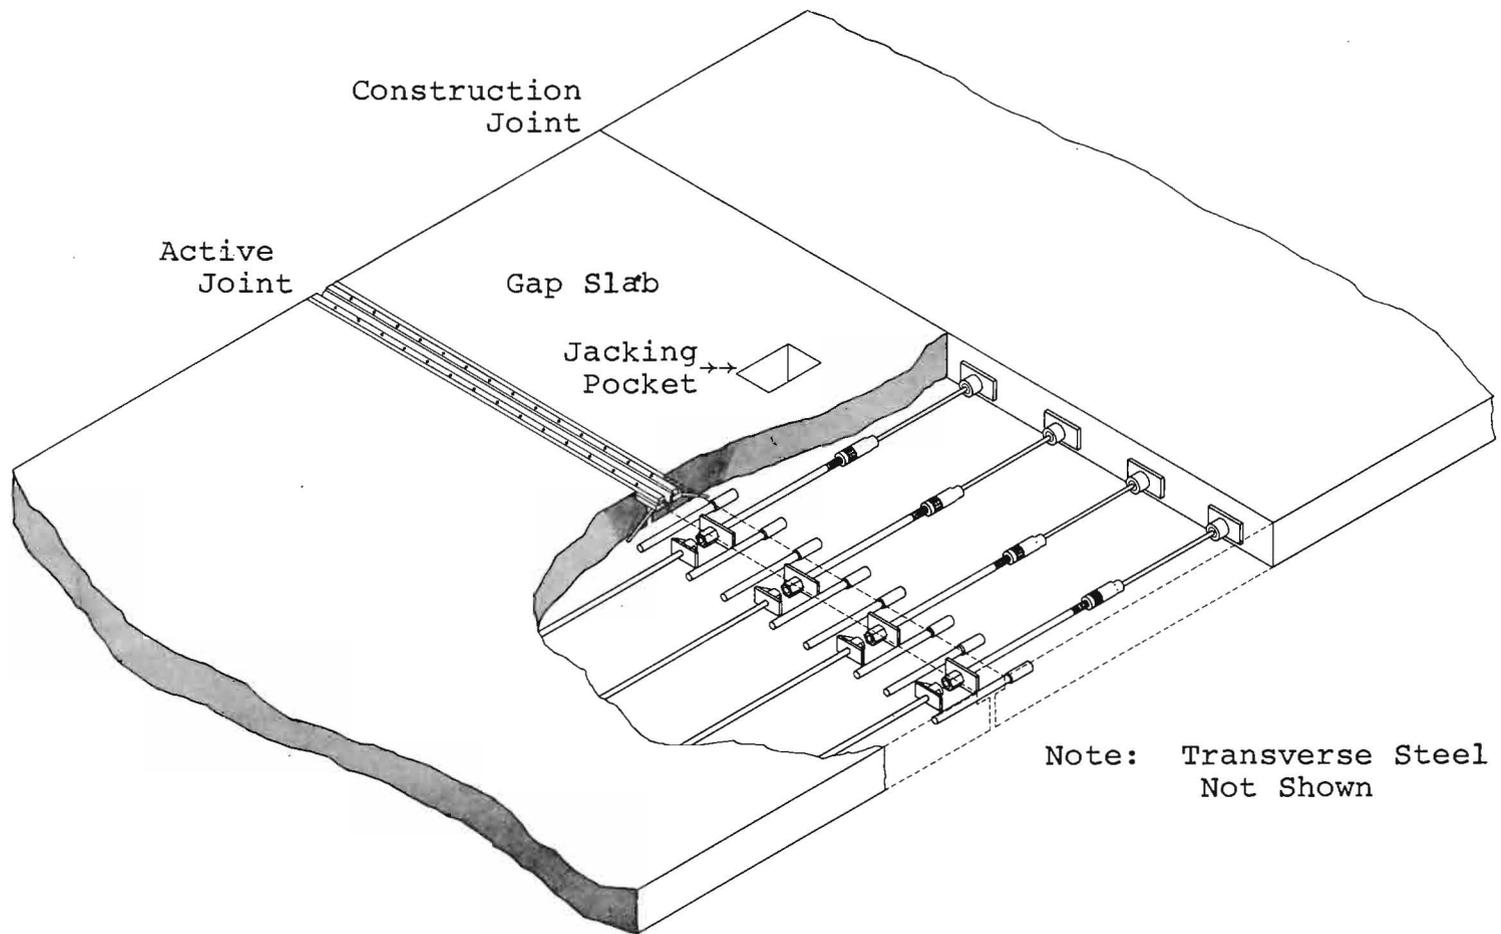 Construction
Joint
Active
Joint
Gap Slab
Jacking
Pocket
Note: Transverse Steel
Not Shown